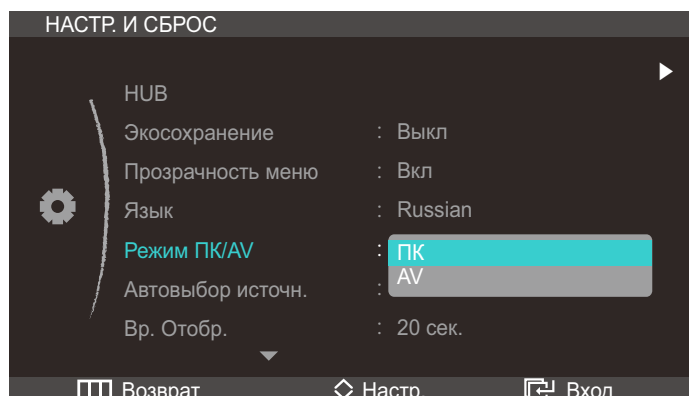 НАСТР. И СБРОС
HUB
Экосохранение : Выкл
Прозрачность меню : Вкл
Язык : Russian
Режим ПК/AV : ПК
AV
Автовыбор источн. :
Вр. Отобр. : 20 сек.
Возврат Настр. Вход